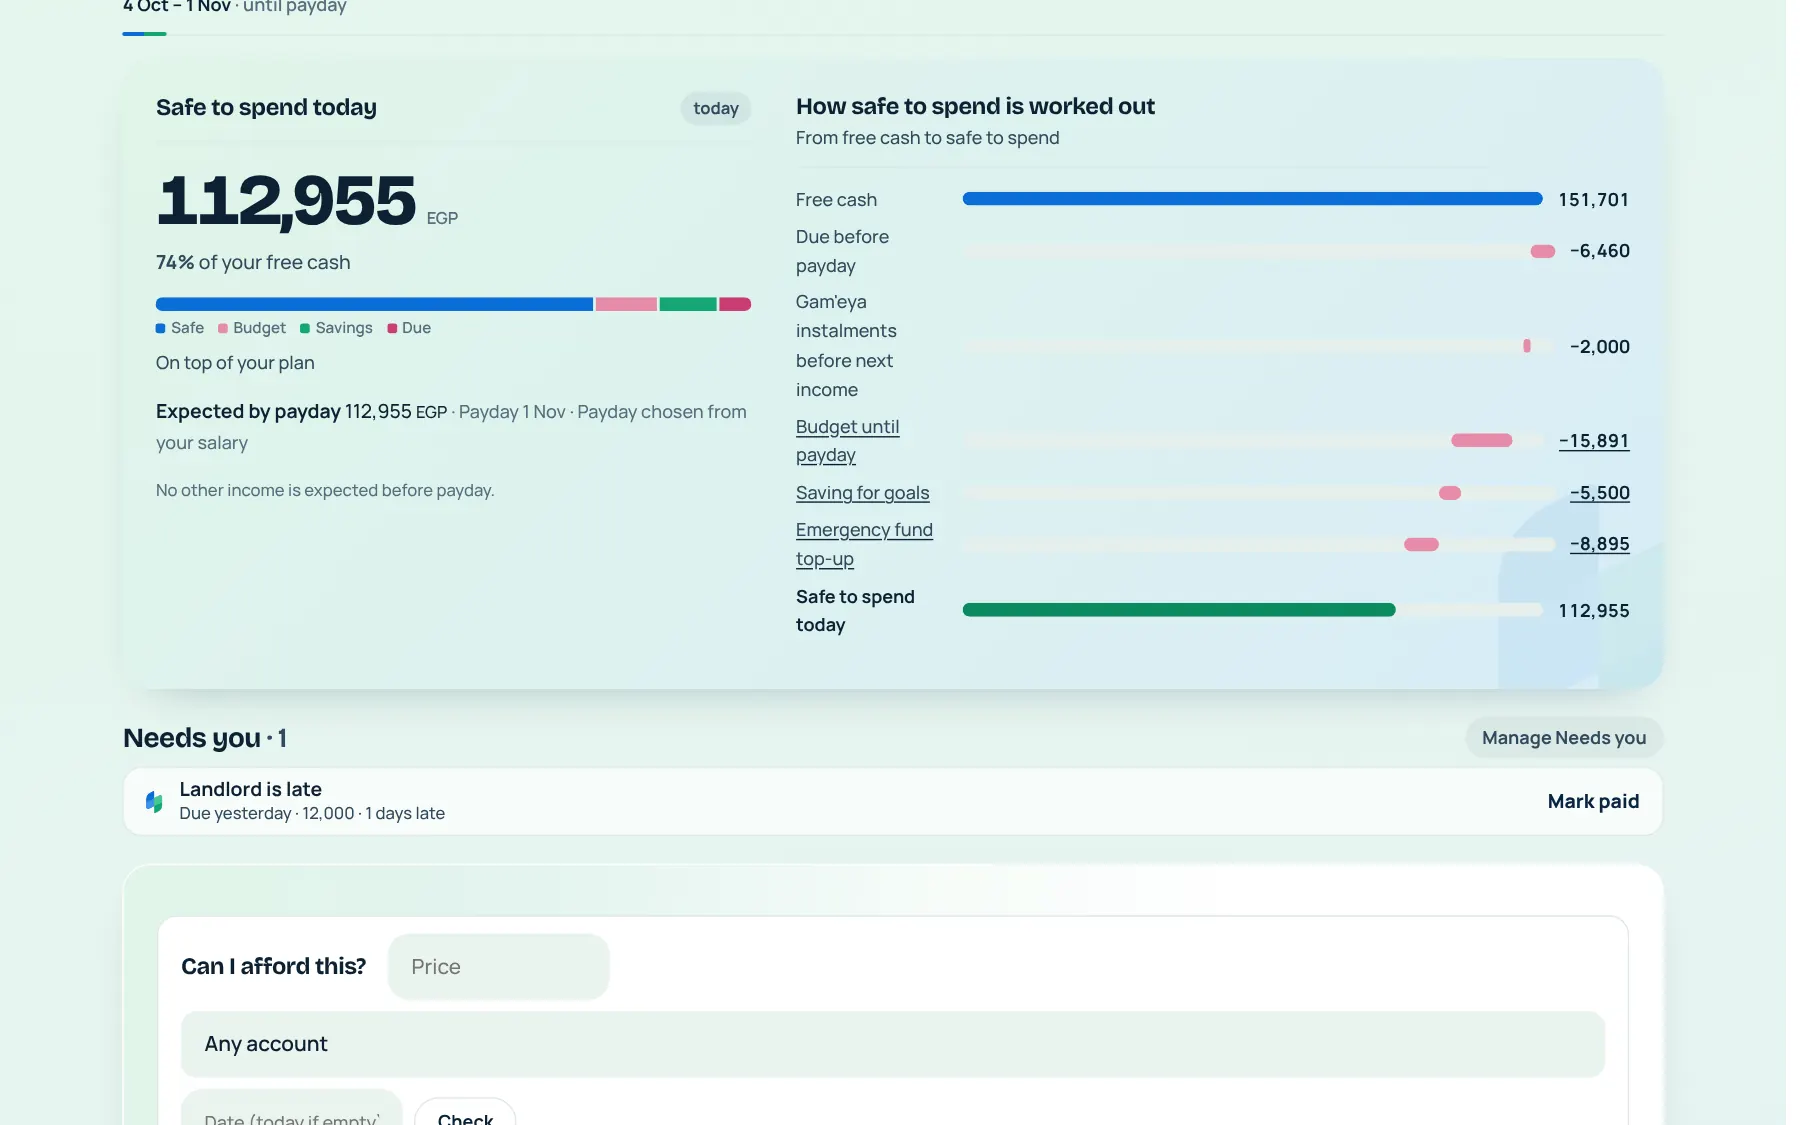 4 Oct – 1 Nov · until payday
Safe to spend today
today
112,955 EGP
74% of your free cash
Safe
Budget
Savings
Due
On top of your plan
Expected by payday 112,955 EGP · Payday 1 Nov · Payday chosen from
your salary
No other income is expected before payday.
How safe to spend is worked out
From free cash to safe to spend
Free cash
151,701
Due before
payday
−6,460
Gam'eya
instalments
before next
income
−2,000
Budget until
payday
−15,891
Saving for goals
−5,500
Emergency fund
top-up
−8,895
Safe to spend
today
112,955
Needs you · 1
Manage Needs you
Landlord is late
Due yesterday · 12,000 · 1 days late
Mark paid
Can I afford this?
Price
Any account
Date (today if empty)
Check